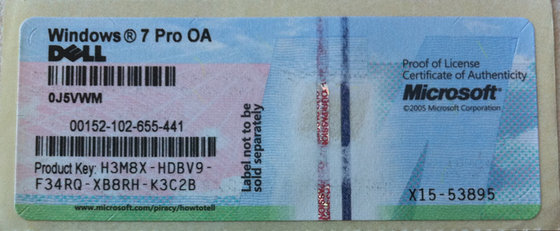 Windows® 7 Pro OA
DELL
0J5VWM
00152-102-655-441
Product Key: H3M8X-HDBV9-
F34RQ-XB8RH-K3C2B
www.microsoft.com/piracy/howtotell
Label not to be
sold separately
Proof of License
Certificate of Authenticity
Microsoft®
©2005 Microsoft Corporation
X15-53895